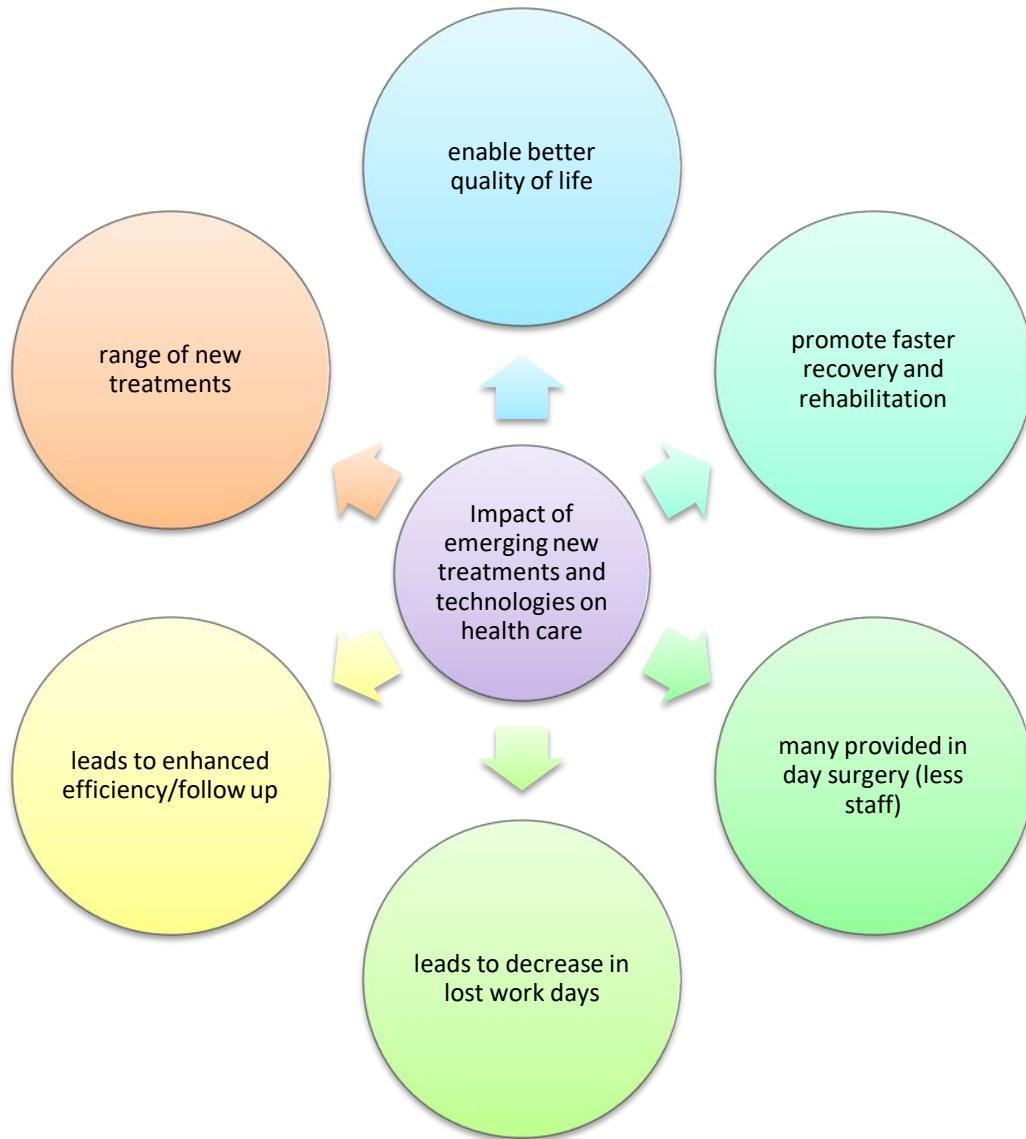 enable better
quality of life
promote faster
recovery and
rehabilitation
many provided in
day surgery (less
staff)
leads to decrease in
lost work days
leads to enhanced
efficiency/follow up
range of new
treatments
Impact of
emerging new
treatments and
technologies on
health care